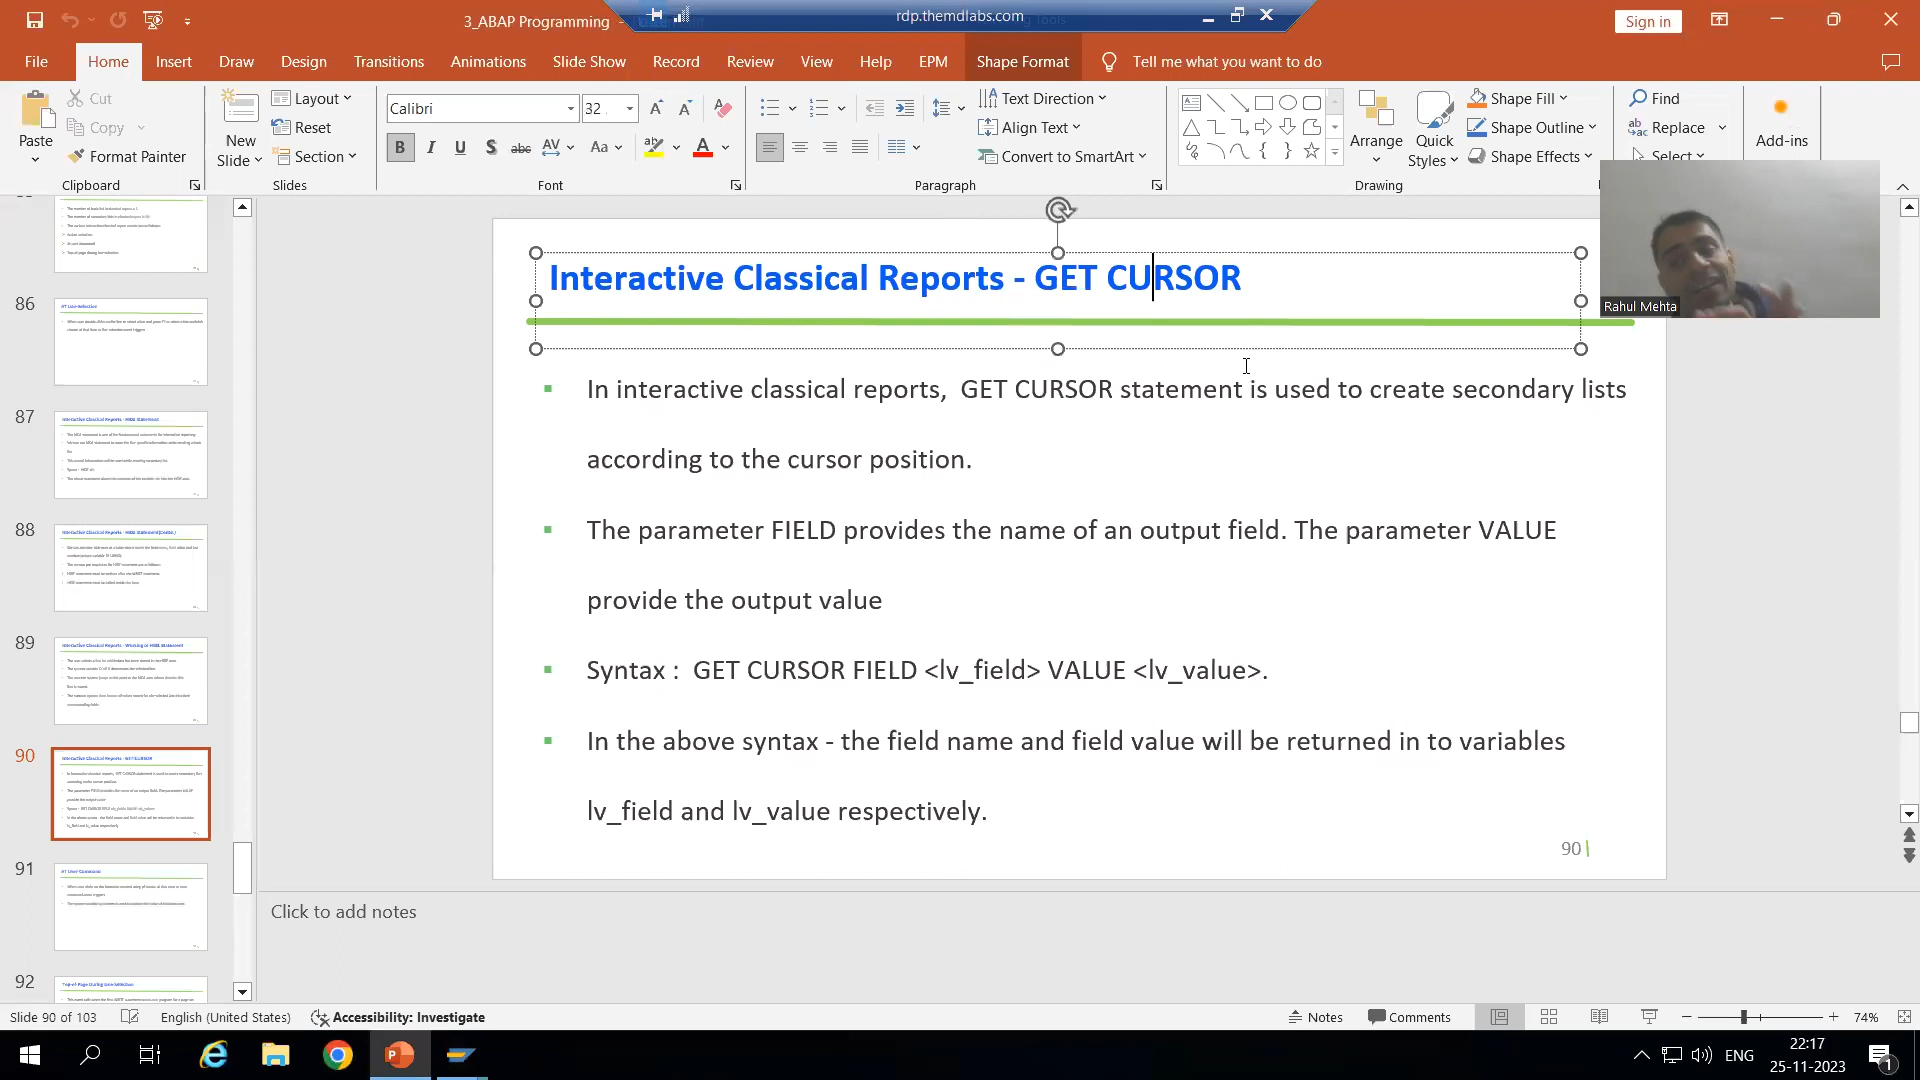 3_ABAP Programming -
rdp.themdlabs.com
Sign in
File Home Insert Draw Design Transitions Animations Slide Show Record Review View Help EPM Shape Format Tell me what you want to do
Paste
Cut
Copy
Format Painter
Clipboard
New
Slide
Layout
Reset
Section
Slides
Calibri 32
Font
Text Direction
Align Text
Convert to SmartArt
Paragraph
Arrange
Quick
Styles
Shape Fill
Shape Outline
Shape Effects
Drawing
Find
Replace
Select
Add-ins
Rahul Mehta
86
87
88
89
90
91
92
Interactive Classical Reports - GET CURSOR
In interactive classical reports, GET CURSOR statement is used to create secondary lists
according to the cursor position.
The parameter FIELD provides the name of an output field. The parameter VALUE
provide the output value
Syntax : GET CURSOR FIELD <lv_field> VALUE <lv_value>.
In the above syntax - the field name and field value will be returned in to variables
lv_field and lv_value respectively.
90
Click to add notes
Slide 90 of 103 English (United States) Accessibility: Investigate Notes Comments 74%
ENG
22:17
25-11-2023
1